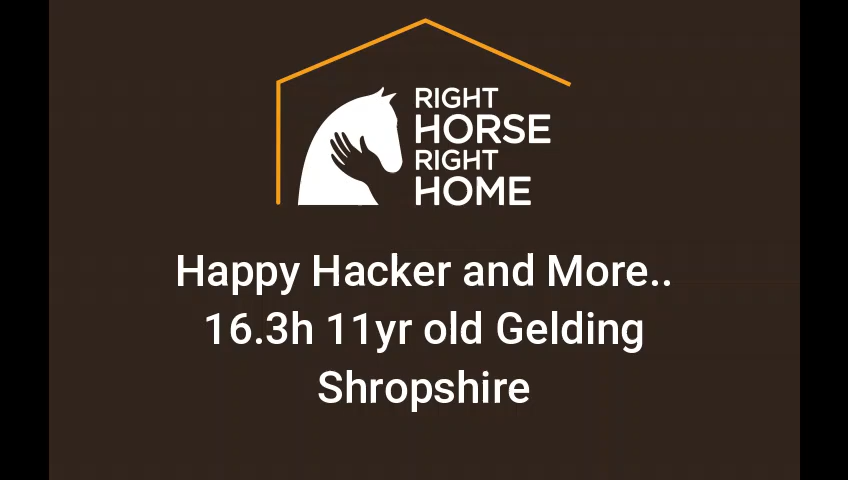 RIGHT
HORSE
RIGHT
HOME
Happy Hacker and More..
16.3h 11yr old Gelding
Shropshire